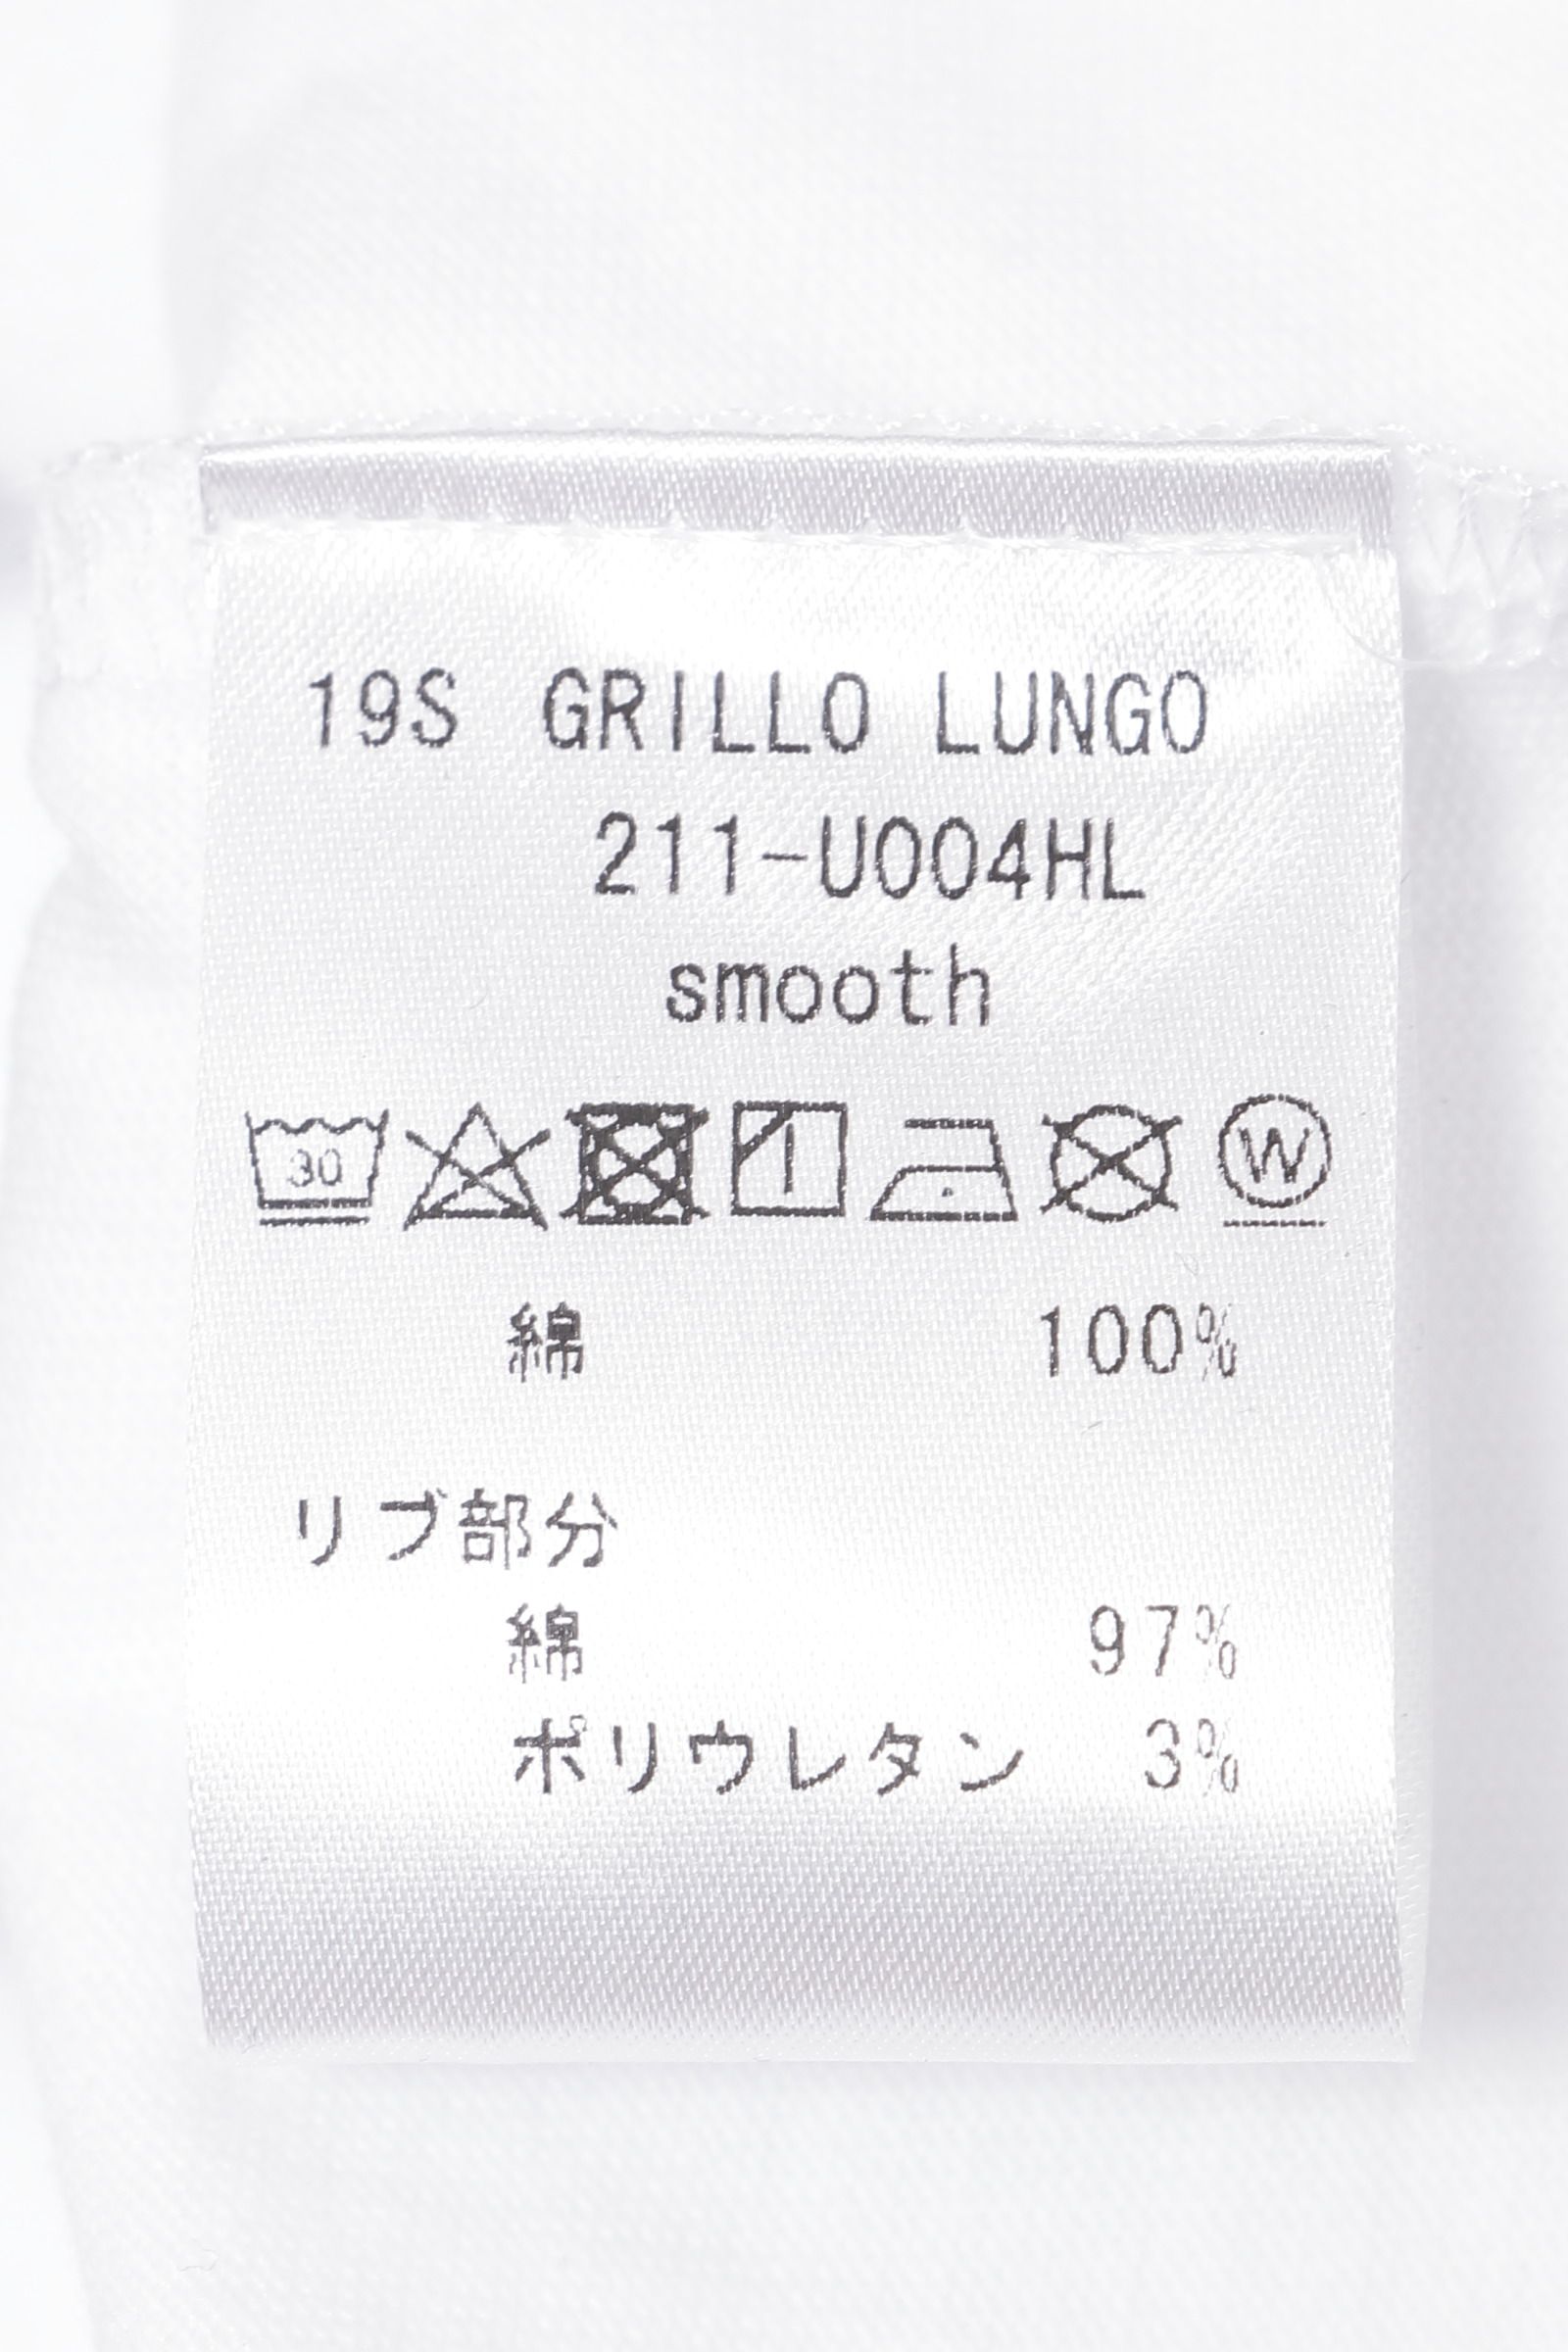 19S GRILLO LUNGO
211-U004HL
smooth
30 W
綿 100%
リブ部分
綿 97%
ポリウレタン 3%